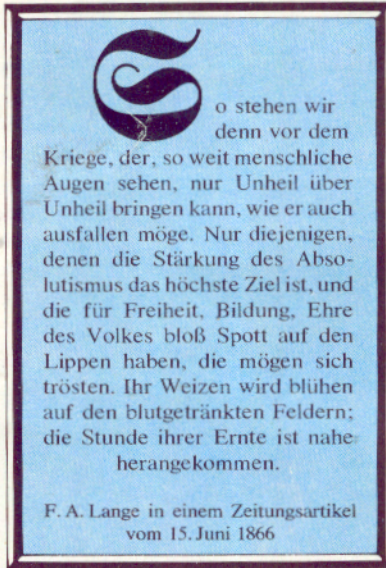 So stehen wir
denn vor dem
Kriege, der, so weit menschliche
Augen sehen, nur Unheil über
Unheil bringen kann, wie er auch
ausfallen möge. Nur diejenigen,
denen die Stärkung des Abso-
lutismus das höchste Ziel ist, und
die für Freiheit, Bildung, Ehre
des Volkes bloß Spott auf den
Lippen haben, die mögen sich
trösten. Ihr Weizen wird blühen
auf den blutgetränkten Feldern;
die Stunde ihrer Ernte ist nahe
herangekommen.
F. A. Lange in einem Zeitungsartikel
vom 15. Juni 1866